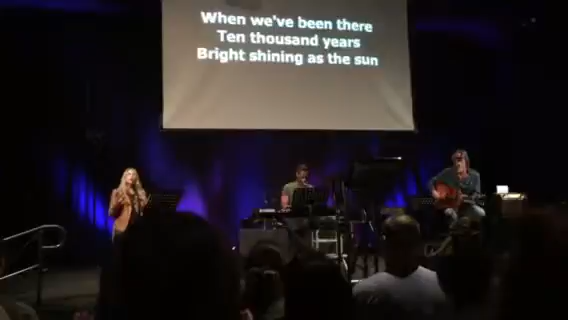 When we've been there
Ten thousand years
Bright shining as the sun